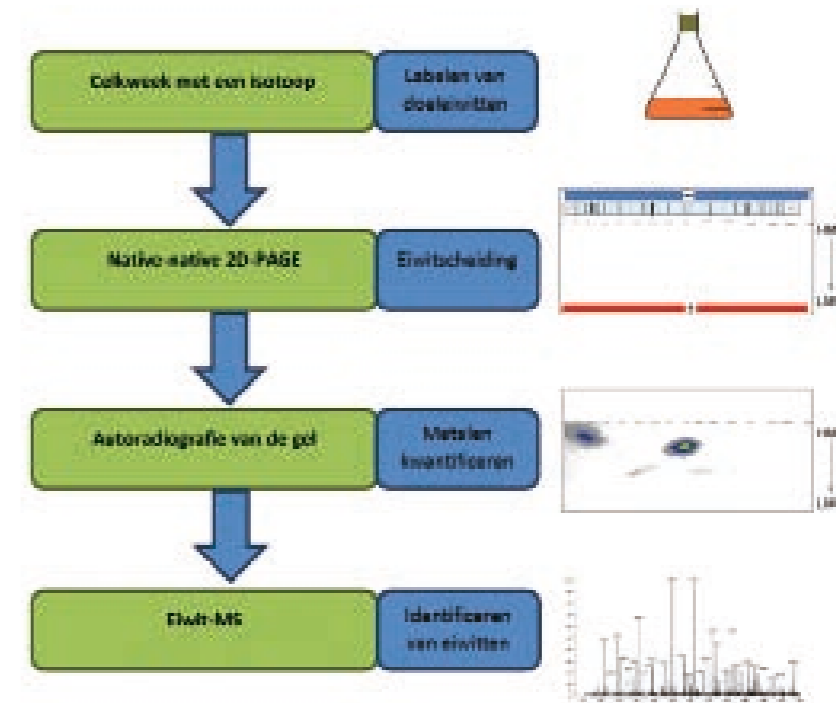 Celkweek met een isotoop
Labelen van
doeleiwitten
Native-native 2D-PAGE
Eiwitscheiding
Autoradiografie van de gel
Metalen
kwantificeren
Eiwit-MS
Identificeren
van eiwitten